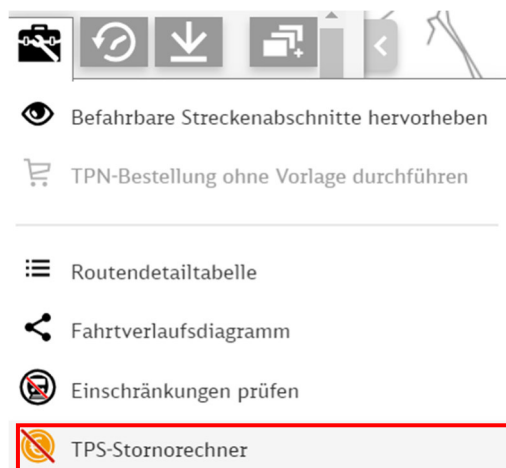 Befahrbare Streckenabschnitte hervorheben
TPN-Bestellung ohne Vorlage durchführen
Routendetailtabelle
Fahrtverlaufsdiagramm
Einschränkungen prüfen
TPS-Stornorechner